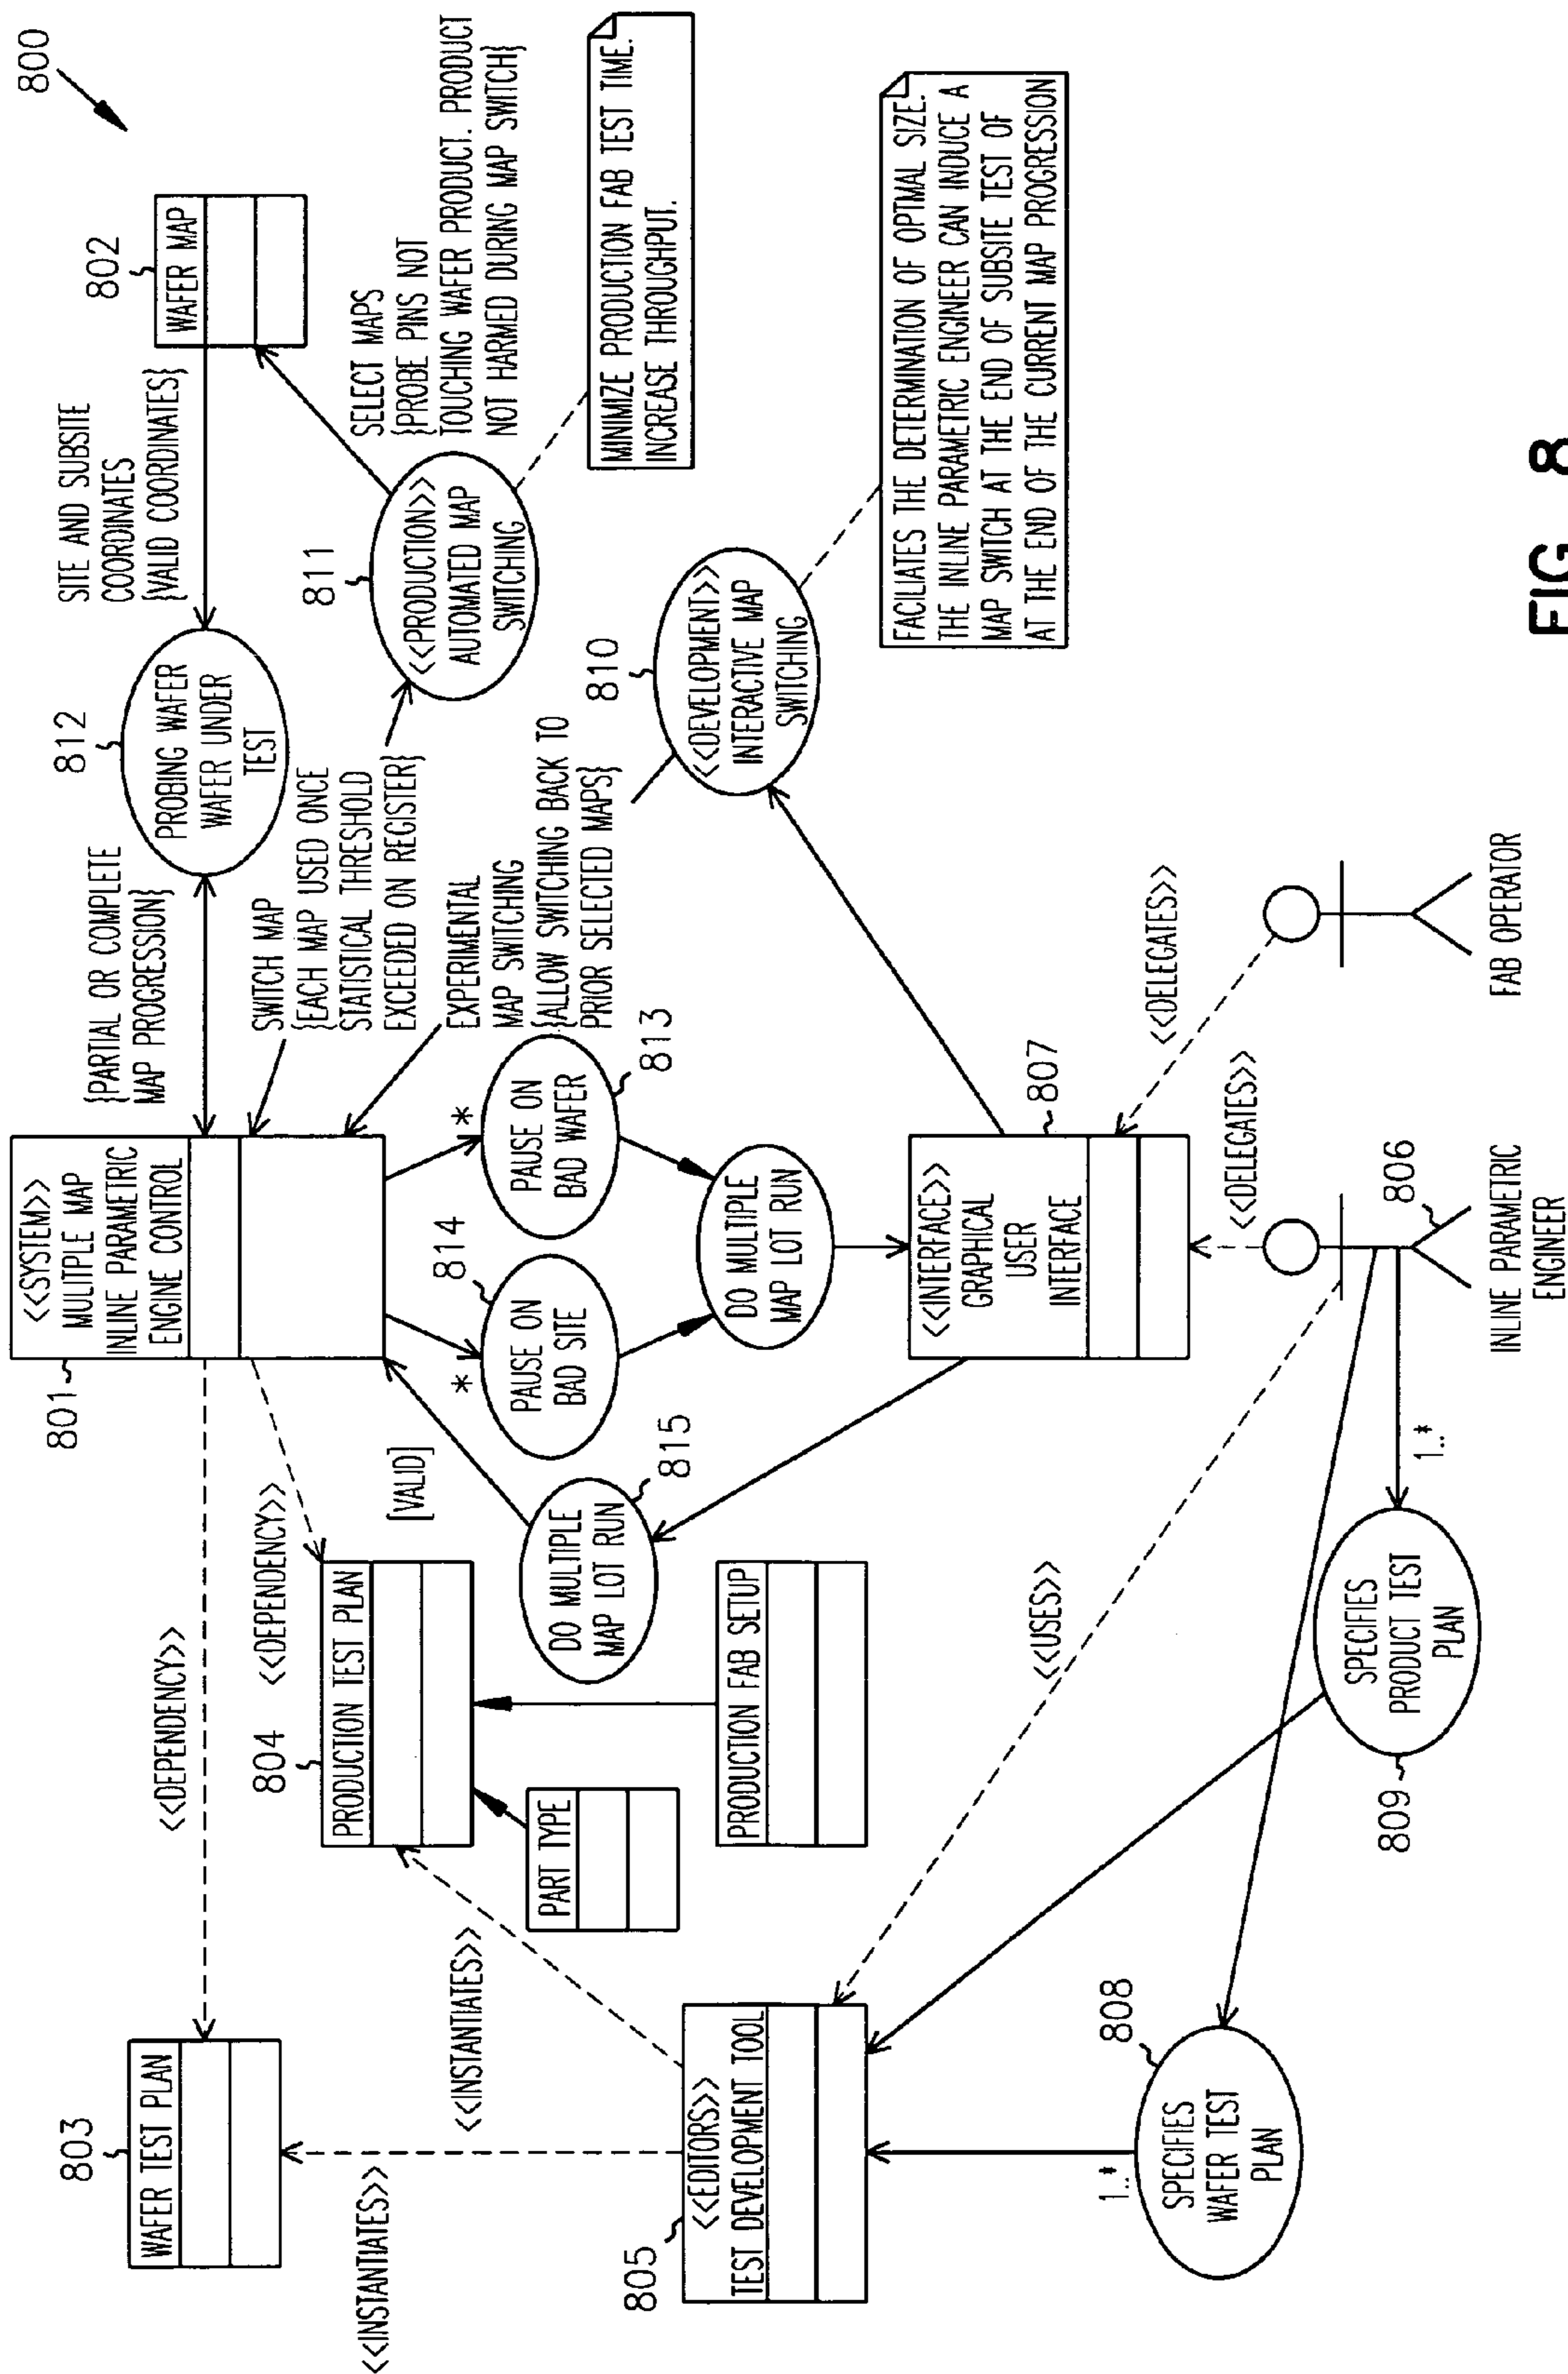 800
803
WAFER TEST PLAN
<<DEPENDENCY>>
801
<<SYSTEM>>
MULTIPLE MAP
INLINE PARAMETRIC
ENGINE CONTROL
{PARTIAL OR COMPLETE
MAP PROGRESSION}
812
PROBING WAFER
WAFER UNDER
TEST
SITE AND SUBSITE
COORDINATES
{VALID COORDINATES}
802
WAFER MAP
<<INSTANTIATES>>
<<INSTANTIATES>>
804
<<DEPENDENCY>>
PRODUCTION TEST PLAN
[VALID]
PART TYPE
PRODUCTION FAB SETUP
SWITCH MAP
{EACH MAP USED ONCE
STATISTICAL THRESHOLD
EXCEEDED ON REGISTER}
811
<<PRODUCTION>>
AUTOMATED MAP
SWITCHING
SELECT MAPS
{PROBE PINS NOT
TOUCHING WAFER PRODUCT. PRODUCT
NOT HARMED DURING MAP SWITCH}
EXPERIMENTAL
MAP SWITCHING
{ALLOW SWITCHING BACK TO
PRIOR SELECTED MAPS}
MINIMIZE PRODUCTION FAB TEST TIME.
INCREASE THROUGHPUT.
815
DO MULTIPLE
MAP LOT RUN
814
*
PAUSE ON
BAD SITE
*
PAUSE ON
BAD WAFER
813
DO MULTIPLE
MAP LOT RUN
810
<<DEVELOPMENT>>
INTERACTIVE MAP
SWITCHING
FACILIATES THE DETERMINATION OF OPTMAL SIZE.
THE INLINE PARAMETRIC ENGINEER CAN INDUCE A
MAP SWITCH AT THE END OF SUBSITE TEST OF
AT THE END OF THE CURRENT MAP PROGRESSION
805
<<EDITORS>>
TEST DEVELOPMENT TOOL
<<USES>>
<<INTERFACE>>
GRAPHICAL
USER
INTERFACE
807
<<DELEGATES>>
<<DELEGATES>>
808
1..*
SPECIFIES
WAFER TEST
PLAN
809
SPECIFIES
PRODUCT TEST
PLAN
1..*
806
INLINE PARAMETRIC
ENGINEER
FAB OPERATOR
FIG. 8